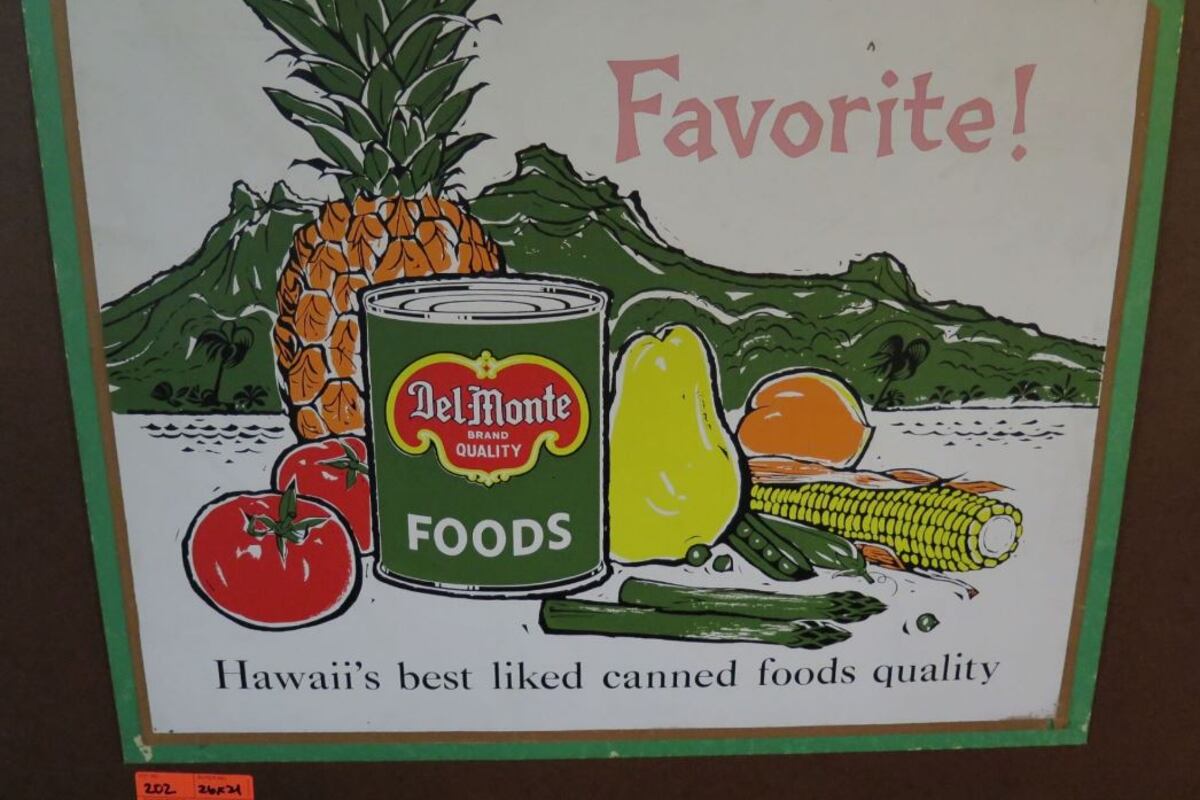 Favorite!
Del Monte
BRAND
QUALITY
FOODS
Hawaii's best liked canned foods quality
202